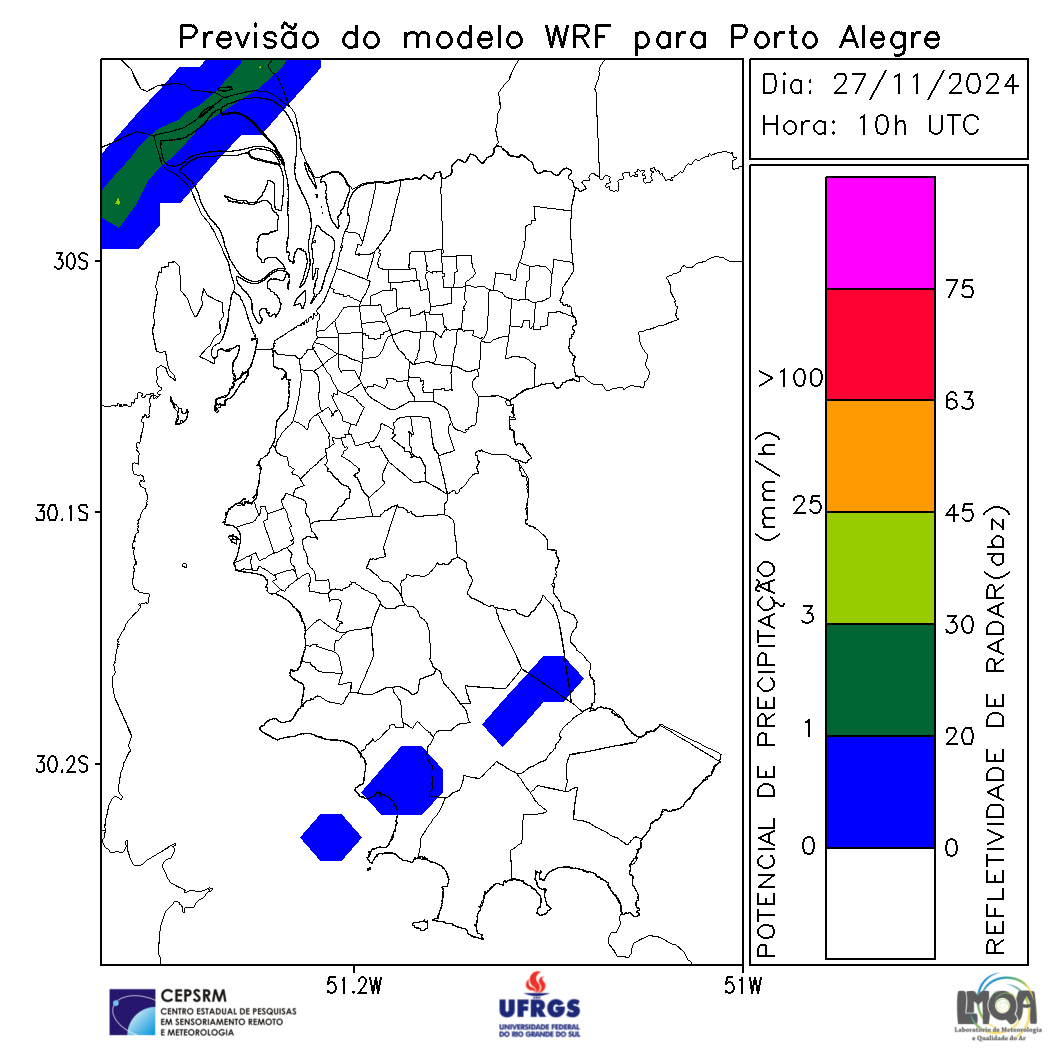 Previsão do modelo WRF para Porto Alegre
Dia: 27/11/2024
Hora: 10h UTC
30S
30.1S
30.2S
51.2W
51W
POTENCIAL DE PRECIPITAÇÃO (mm/h)
>100
25
3
1
0
75
63
45
30
20
0
REFLETIVIDADE DE RADAR(dbz)
CEPSRM
CENTRO ESTADUAL DE PESQUISAS
EM SENSORIAMENTO REMOTO
E METEOROLOGIA
UFRGS
UNIVERSIDADE FEDERAL
DO RIO GRANDE DO SUL
LMQA
Laboratório de Meteorologia
e Qualidade do Ar